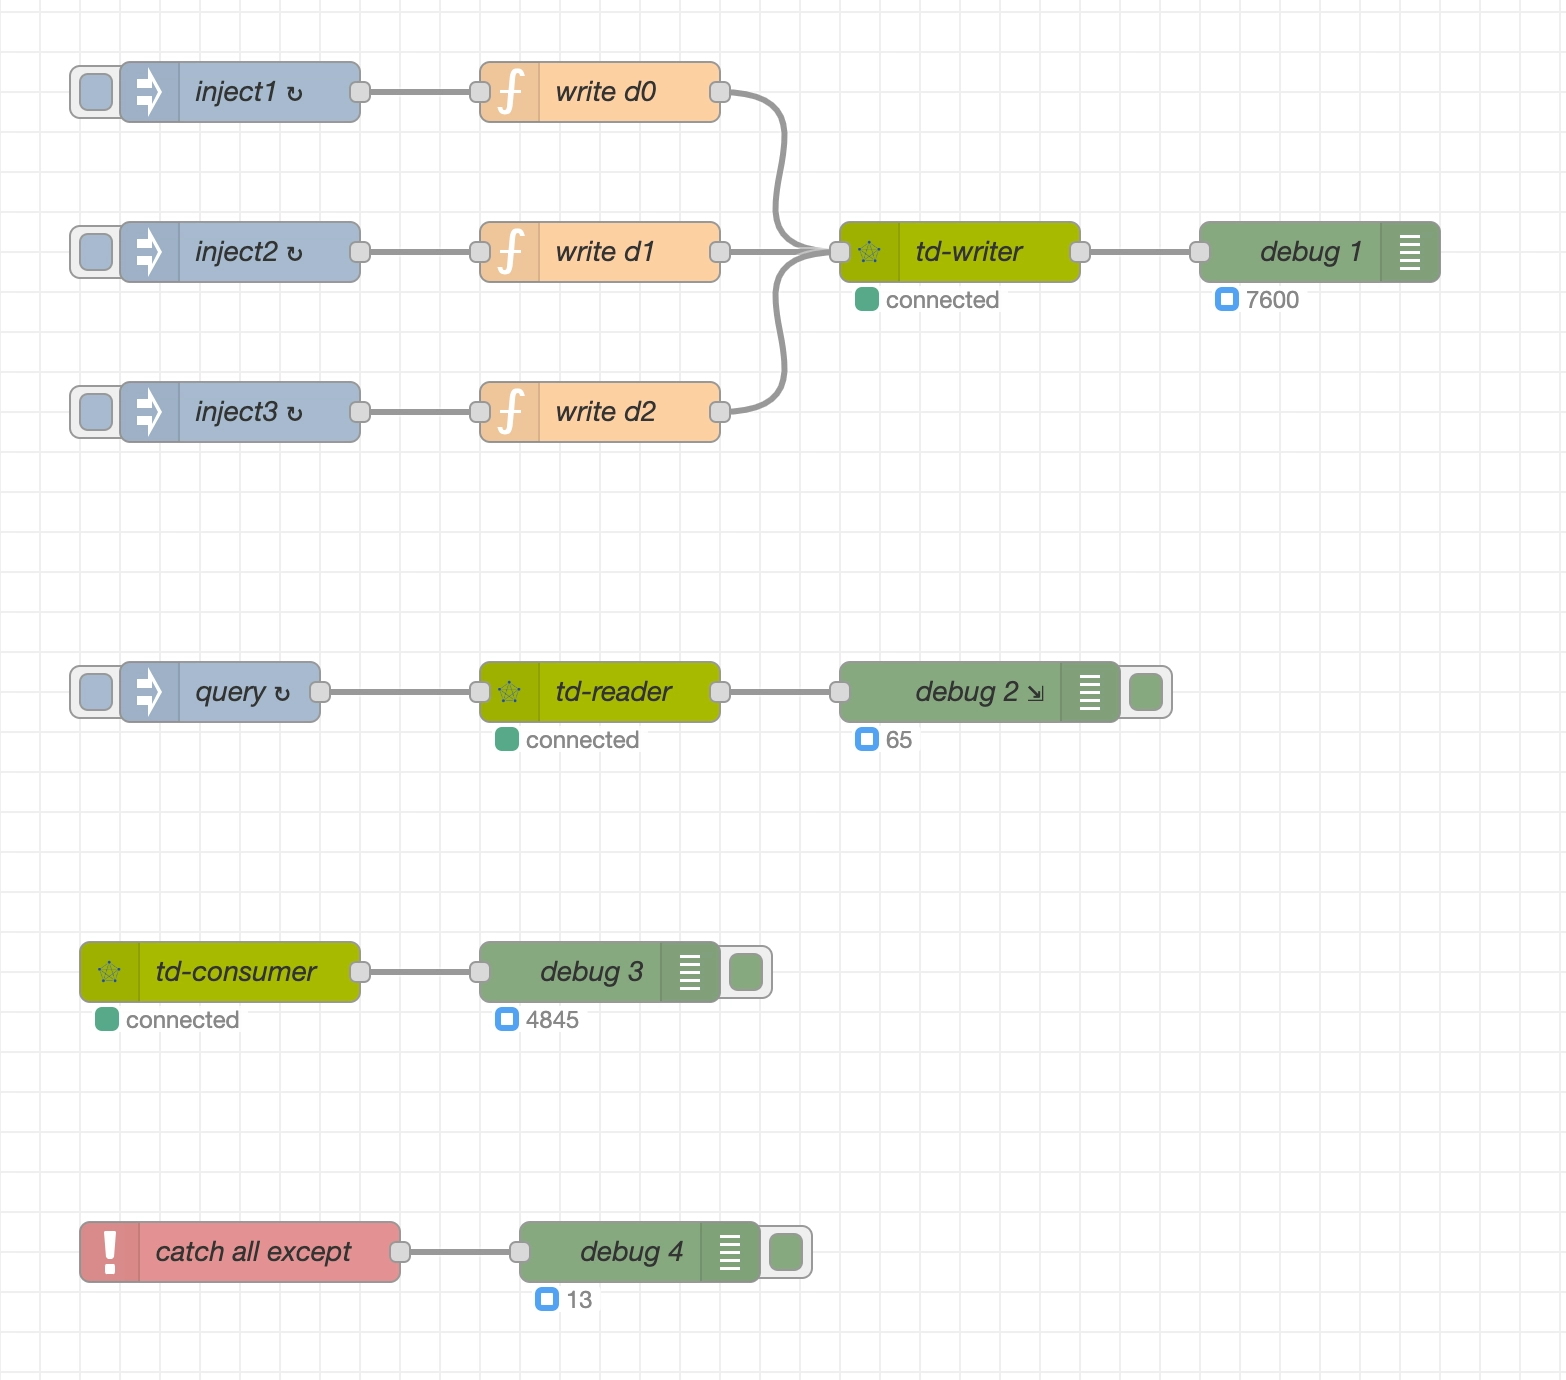 inject1 ↻
write d0
inject2 ↻
write d1
td-writer
debug 1
connected
7600
inject3 ↻
write d2
query ↻
td-reader
debug 2 ⇲
connected
65
td-consumer
debug 3
connected
4845
catch all except
debug 4
13